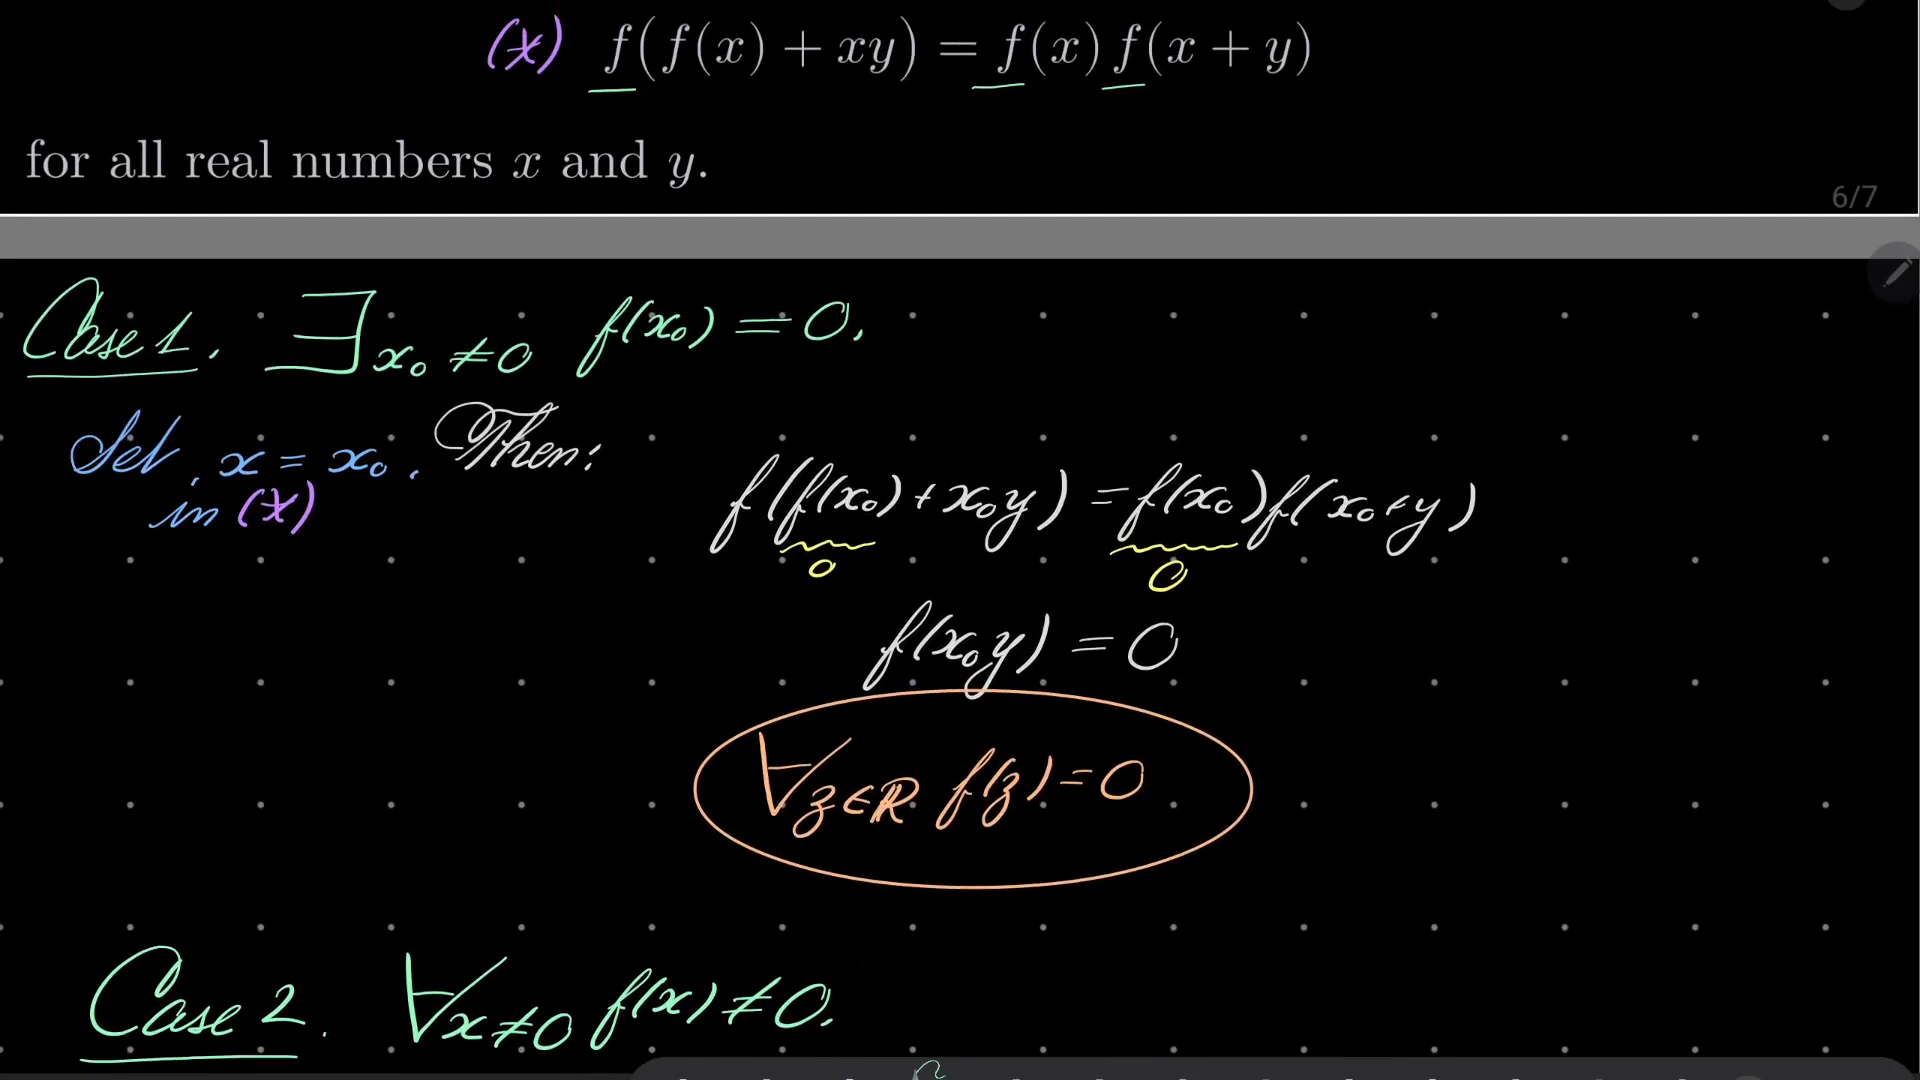 (*) f(f(x) + xy) = f(x)f(x + y)
for all real numbers x and y.
6/7
Case 1. ∃x₀≠0 f(x₀) = 0.
Set x = x₀. Then:
in (*)
f(f(x₀) + x₀y) = f(x₀)f(x₀+y)
0 0
f(x₀y) = 0
∀z∈ℝ f(z) = 0
Case 2. ∀x≠0 f(x) ≠ 0.